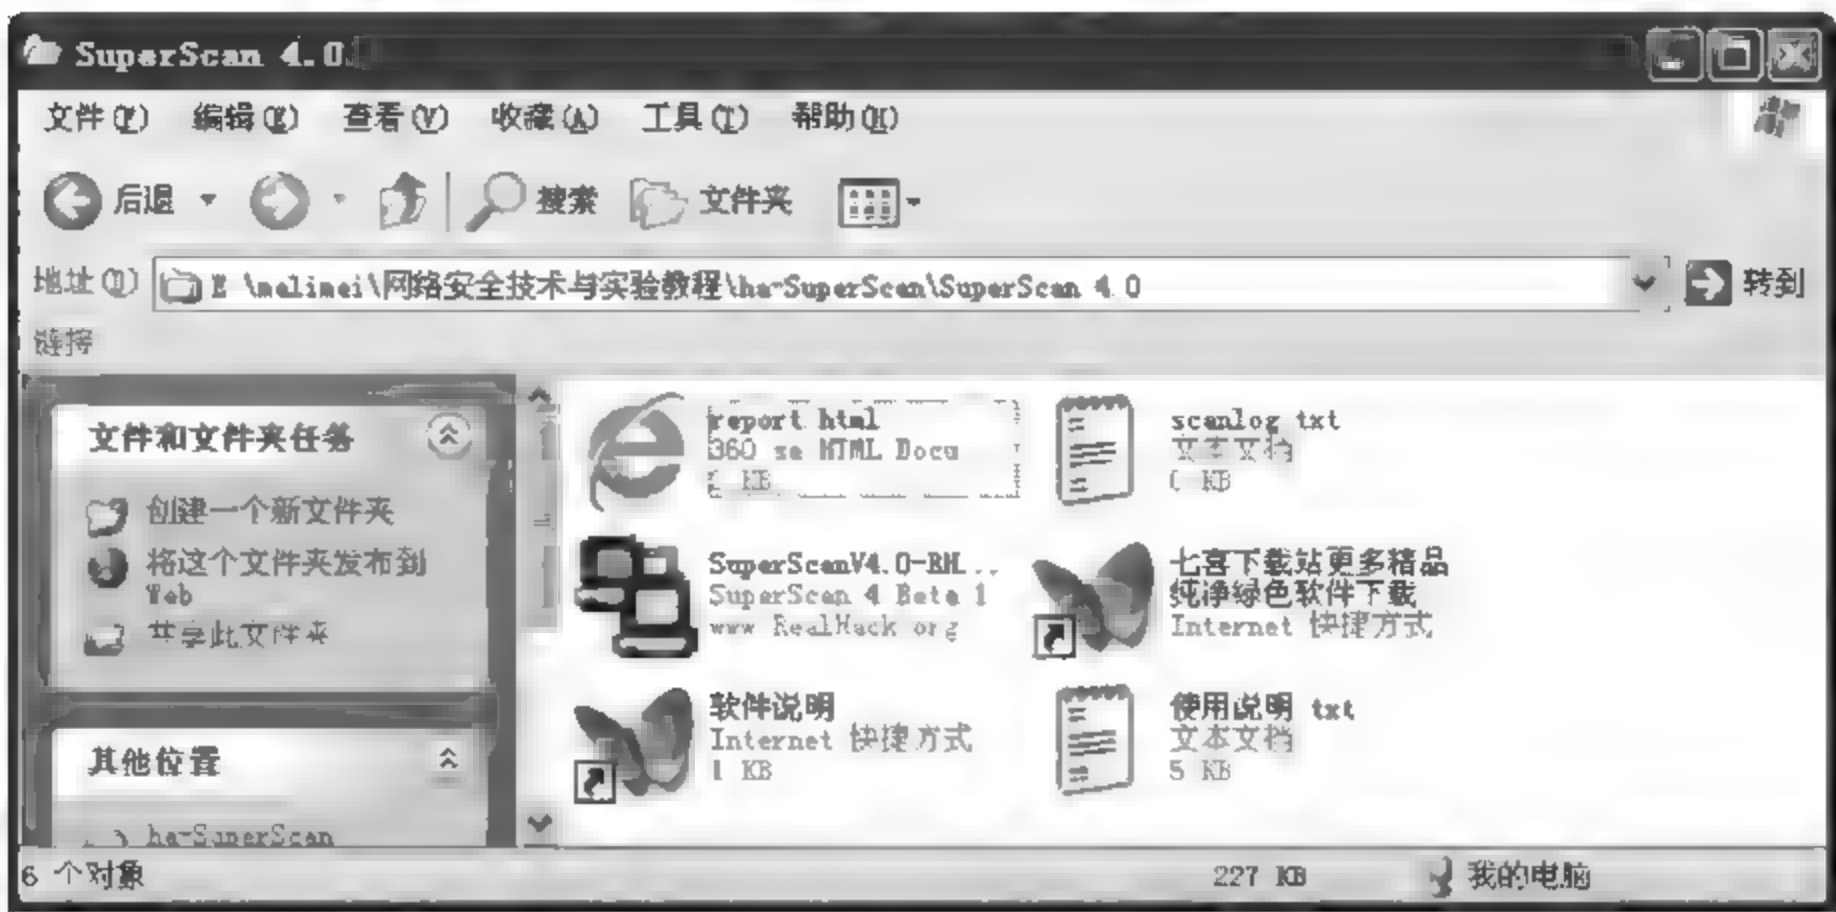 SuperScan 4.0
文件(F) 编辑(E) 查看(V) 收藏(A) 工具(T) 帮助(H)
后退 搜索 文件夹
地址(D) E \malimei\网络安全技术与实验教程\ha-SuperScan\SuperScan 4 0 转到
链接
文件和文件夹任务
创建一个新文件夹
将这个文件夹发布到
Web
共享此文件夹
其他位置
ha-SuperScan
report html
360 se HTML Docu
1 KB
scanlog txt
文本文档
1 KB
SuperScanV4.0-RH...
SuperScan 4 Beta 1
www RealHack org
七喜下载站更多精品
纯净绿色软件下载
Internet 快捷方式
软件说明
Internet 快捷方式
1 KB
使用说明 txt
文本文档
5 KB
6 个对象 227 KB 我的电脑